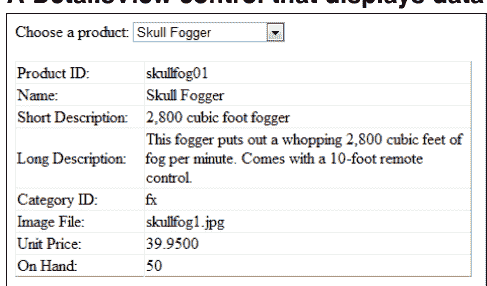 A DetailsView control that displays data
Choose a product: Skull Fogger
Product ID: skullfog01
Name: Skull Fogger
Short Description: 2,800 cubic foot fogger
This fogger puts out a whopping 2,800 cubic feet of
Long Description: fog per minute. Comes with a 10-foot remote
control.
Category ID: fx
Image File: skullfog1.jpg
Unit Price: 39.9500
On Hand: 50